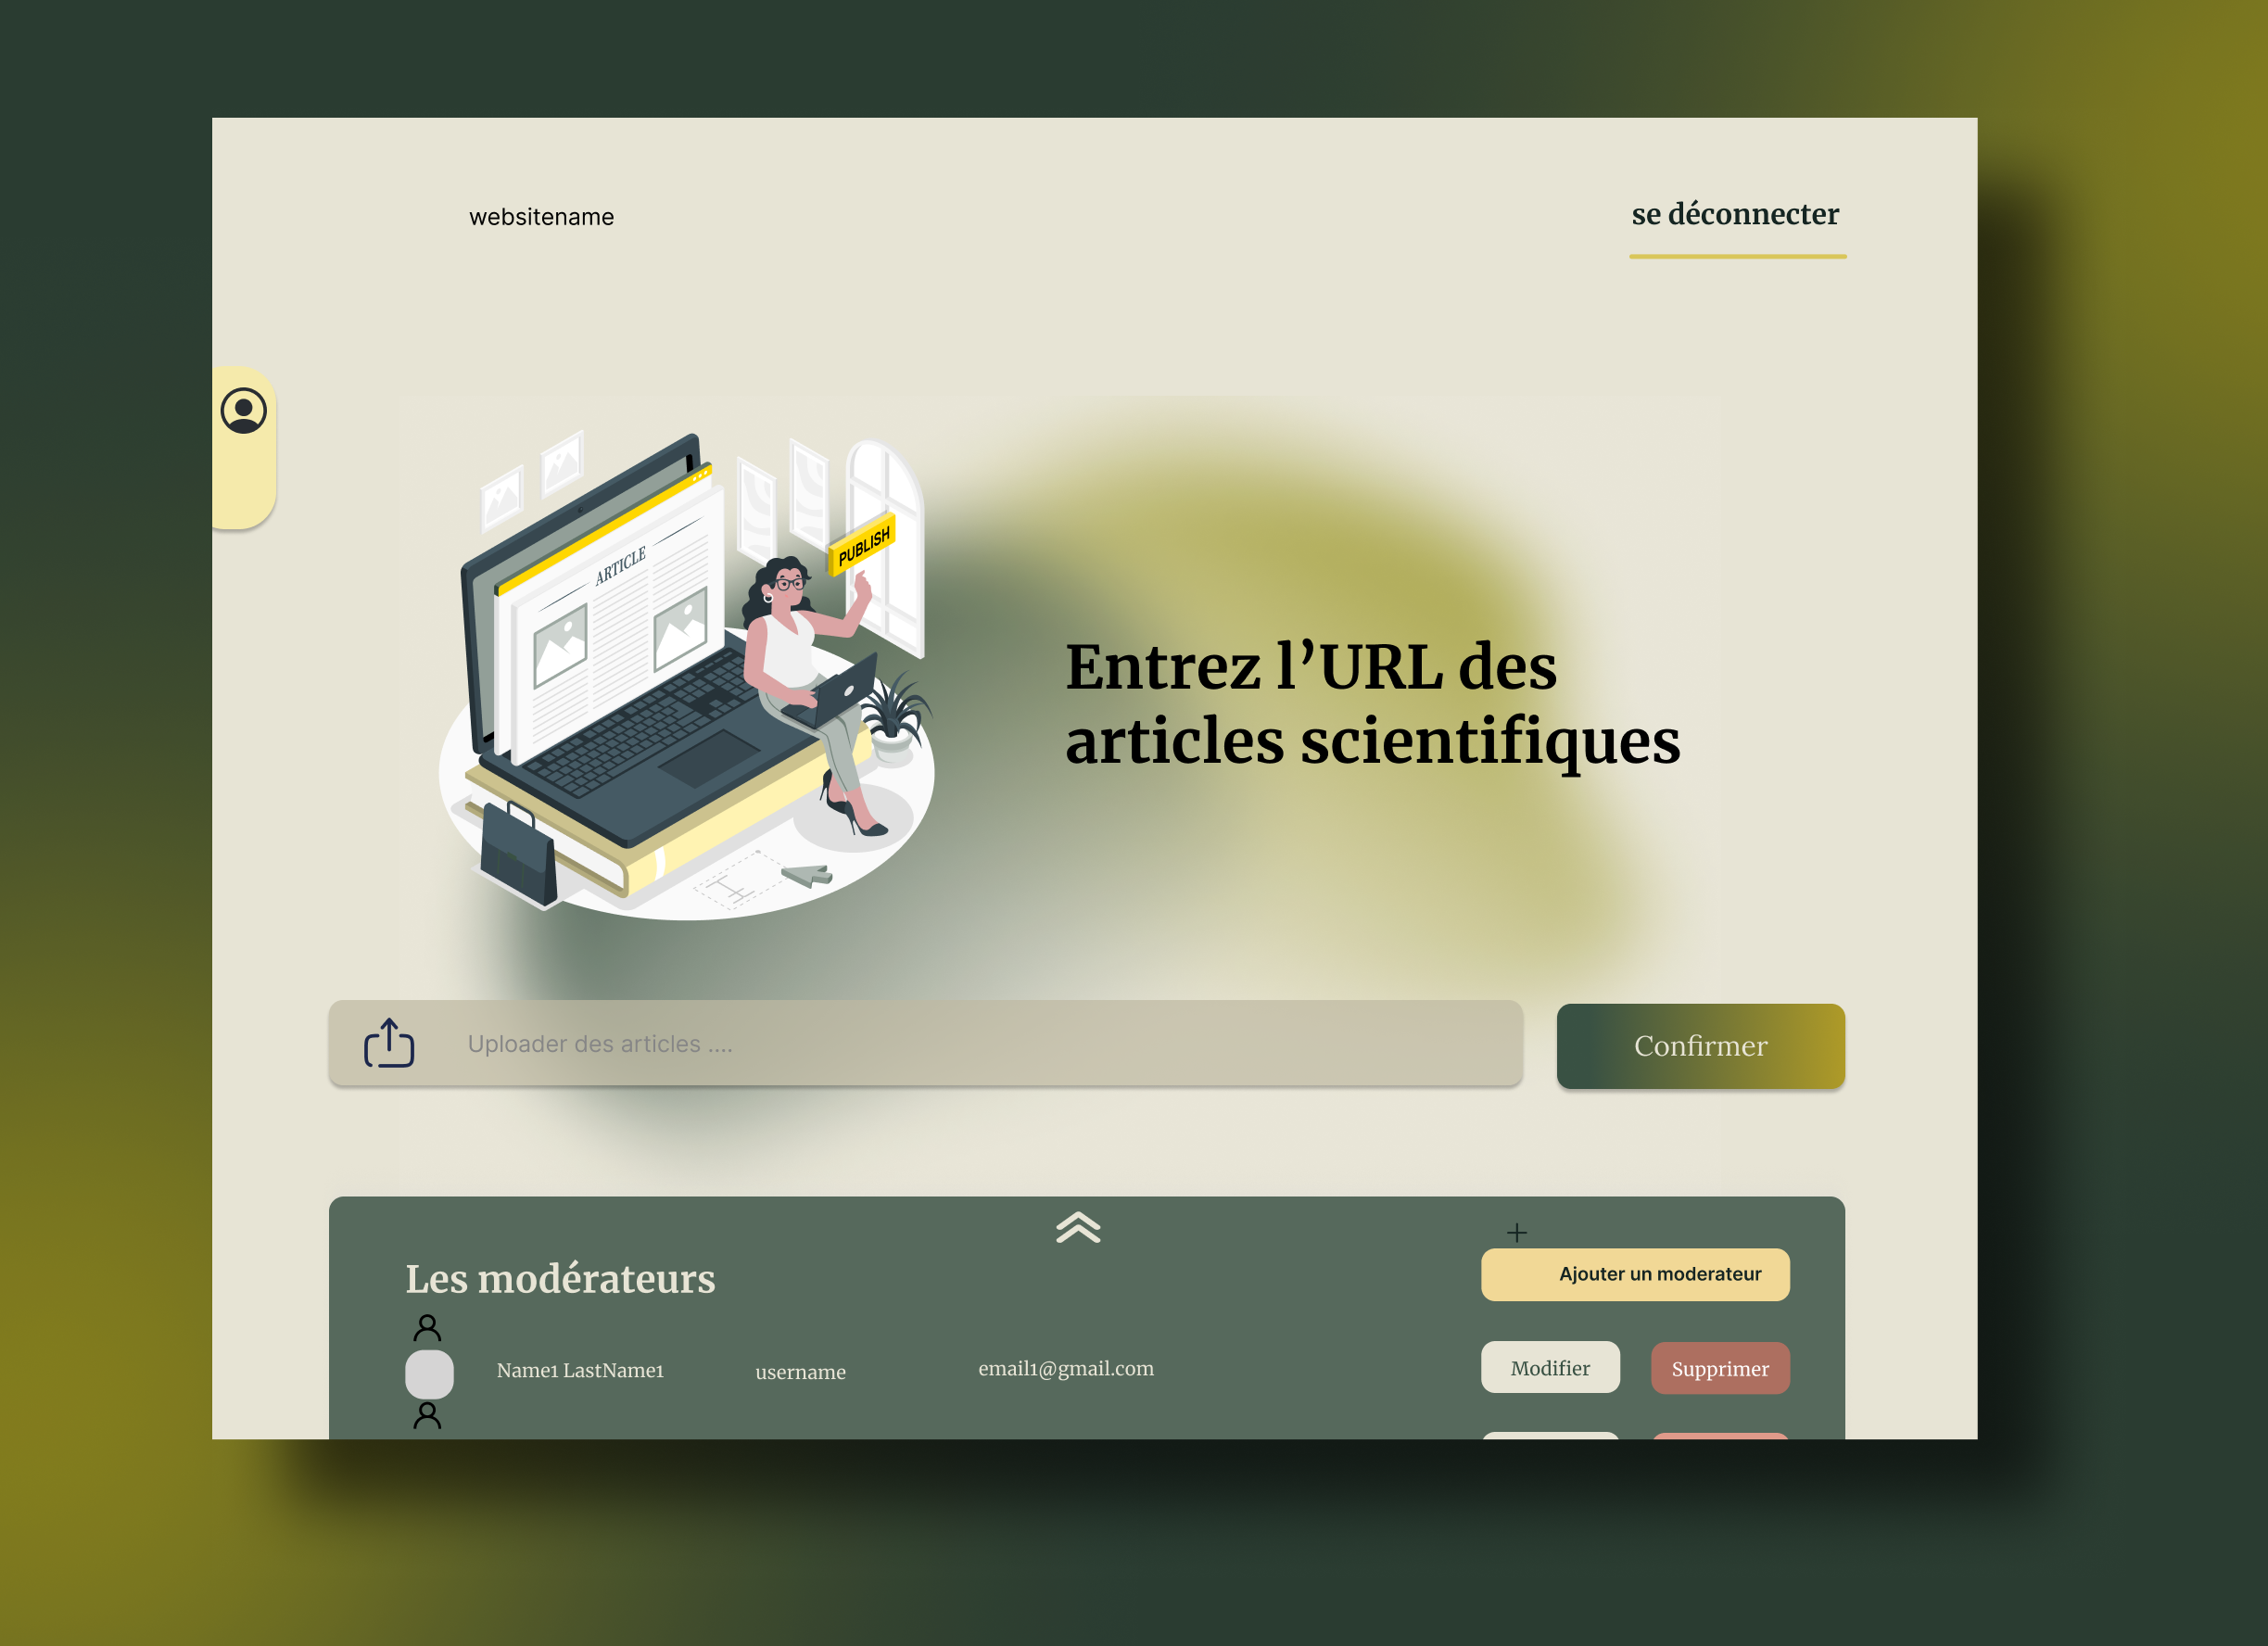 websitename
se déconnecter
ARTICLE
PUBLISH
Entrez l’URL des
articles scientifiques
Uploader des articles ....
Confirmer
Les modérateurs
Ajouter un moderateur
Name1 LastName1
username
email1@gmail.com
Modifier
Supprimer